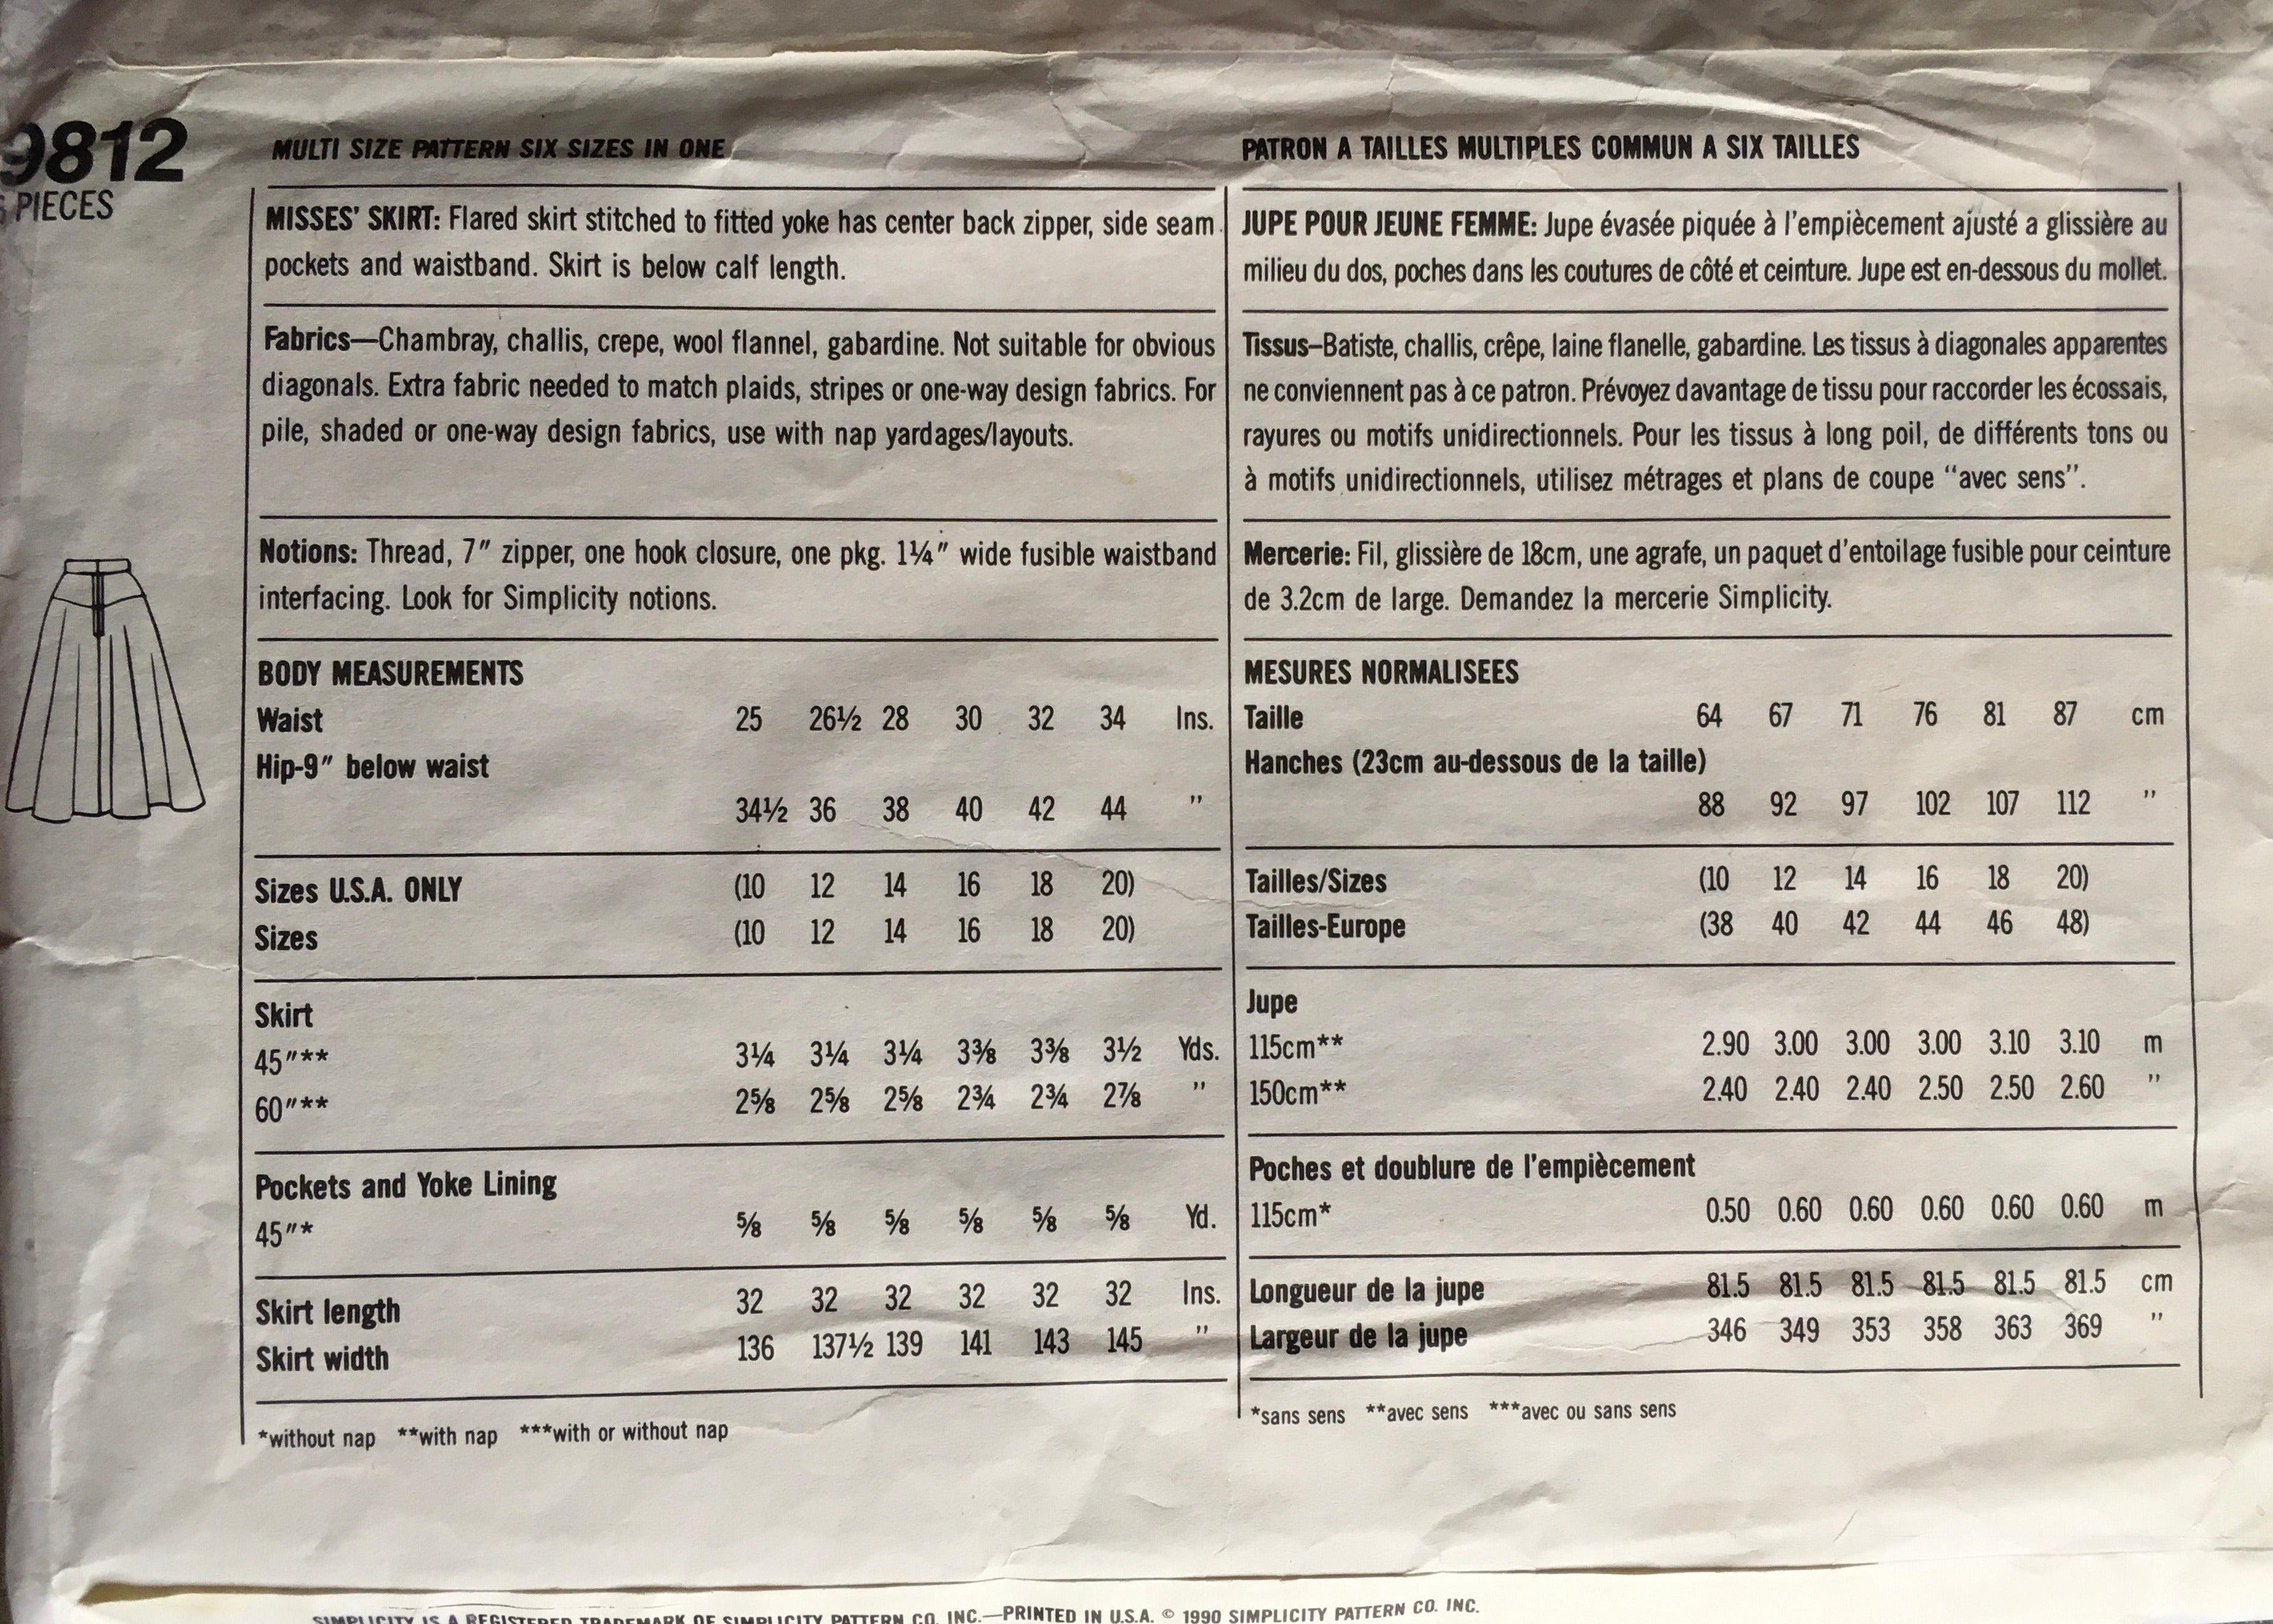 9812
PIECES
MULTI SIZE PATTERN SIX SIZES IN ONE
MISSES' SKIRT: Flared skirt stitched to fitted yoke has center back zipper, side seam
pockets and waistband. Skirt is below calf length.
Fabrics—Chambray, challis, crepe, wool flannel, gabardine. Not suitable for obvious
diagonals. Extra fabric needed to match plaids, stripes or one-way design fabrics. For
pile, shaded or one-way design fabrics, use with nap yardages/layouts.
Notions: Thread, 7" zipper, one hook closure, one pkg. 1¼" wide fusible waistband
interfacing. Look for Simplicity notions.
BODY MEASUREMENTS
Waist 25 26½ 28 30 32 34 Ins.
Hip-9" below waist
34½ 36 38 40 42 44 "
Sizes U.S.A. ONLY (10 12 14 16 18 20)
Sizes (10 12 14 16 18 20)
Skirt
45"** 3¼ 3¼ 3¼ 3⅜ 3⅜ 3½ Yds.
60"** 2⅝ 2⅝ 2⅝ 2¾ 2¾ 2⅞ "
Pockets and Yoke Lining
45"* ⅝ ⅝ ⅝ ⅝ ⅝ ⅝ Yd.
Skirt length 32 32 32 32 32 32 Ins.
Skirt width 136 137½ 139 141 143 145 "
*without nap **with nap ***with or without nap
PATRON A TAILLES MULTIPLES COMMUN A SIX TAILLES
JUPE POUR JEUNE FEMME: Jupe évasée piquée à l'empiècement ajusté a glissière au
milieu du dos, poches dans les coutures de côté et ceinture. Jupe est en-dessous du mollet.
Tissus—Batiste, challis, crêpe, laine flanelle, gabardine. Les tissus à diagonales apparentes
ne conviennent pas à ce patron. Prévoyez davantage de tissu pour raccorder les écossais,
rayures ou motifs unidirectionnels. Pour les tissus à long poil, de différents tons ou
à motifs unidirectionnels, utilisez métrages et plans de coupe "avec sens".
Mercerie: Fil, glissière de 18cm, une agrafe, un paquet d'entoilage fusible pour ceinture
de 3.2cm de large. Demandez la mercerie Simplicity.
MESURES NORMALISEES
Taille 64 67 71 76 81 87 cm
Hanches (23cm au-dessous de la taille)
88 92 97 102 107 112 "
Tailles/Sizes (10 12 14 16 18 20)
Tailles-Europe (38 40 42 44 46 48)
Jupe
115cm** 2.90 3.00 3.00 3.00 3.10 3.10 m
150cm** 2.40 2.40 2.40 2.50 2.50 2.60 "
Poches et doublure de l'empiècement
115cm* 0.50 0.60 0.60 0.60 0.60 0.60 m
Longueur de la jupe 81.5 81.5 81.5 81.5 81.5 81.5 cm
Largeur de la jupe 346 349 353 358 363 369 "
*sans sens **avec sens ***avec ou sans sens
SIMPLICITY IS A REGISTERED TRADEMARK OF SIMPLICITY PATTERN CO. INC.—PRINTED IN U.S.A. © 1990 SIMPLICITY PATTERN CO. INC.